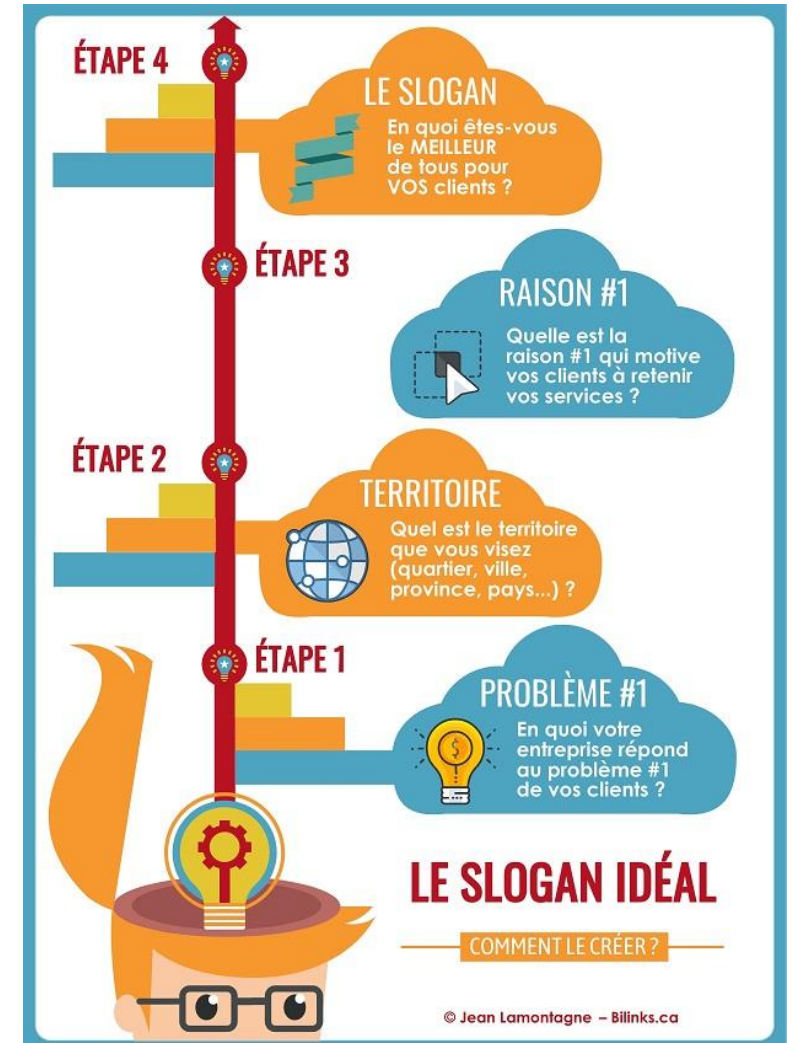 ÉTAPE 4
LE SLOGAN
En quoi êtes-vous
le MEILLEUR
de tous pour
VOS clients ?
ÉTAPE 3
RAISON #1
Quelle est la
raison #1 qui motive
vos clients à retenir
vos services ?
ÉTAPE 2
TERRITOIRE
Quel est le territoire
que vous visez
(quartier, ville,
province, pays...) ?
ÉTAPE 1
PROBLÈME #1
En quoi votre
entreprise répond
au problème #1
de vos clients ?
$
LE SLOGAN IDÉAL
COMMENT LE CRÉER ?
© Jean Lamontagne – Bilinks.ca